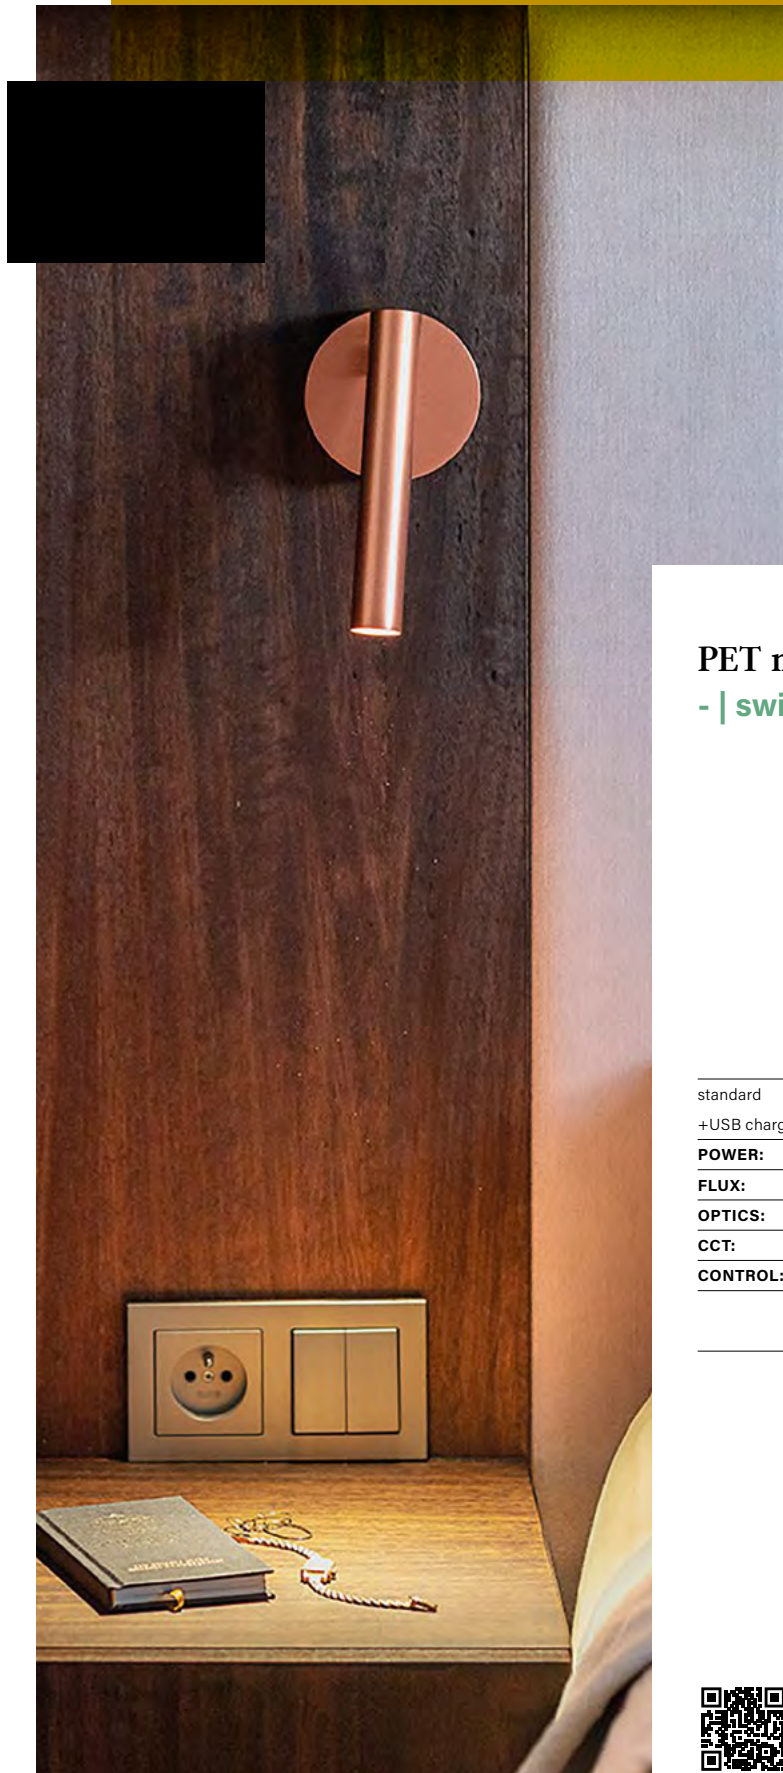 PET n
- | swi
standard
+USB charg
POWER:
FLUX:
OPTICS:
CCT:
CONTROL: